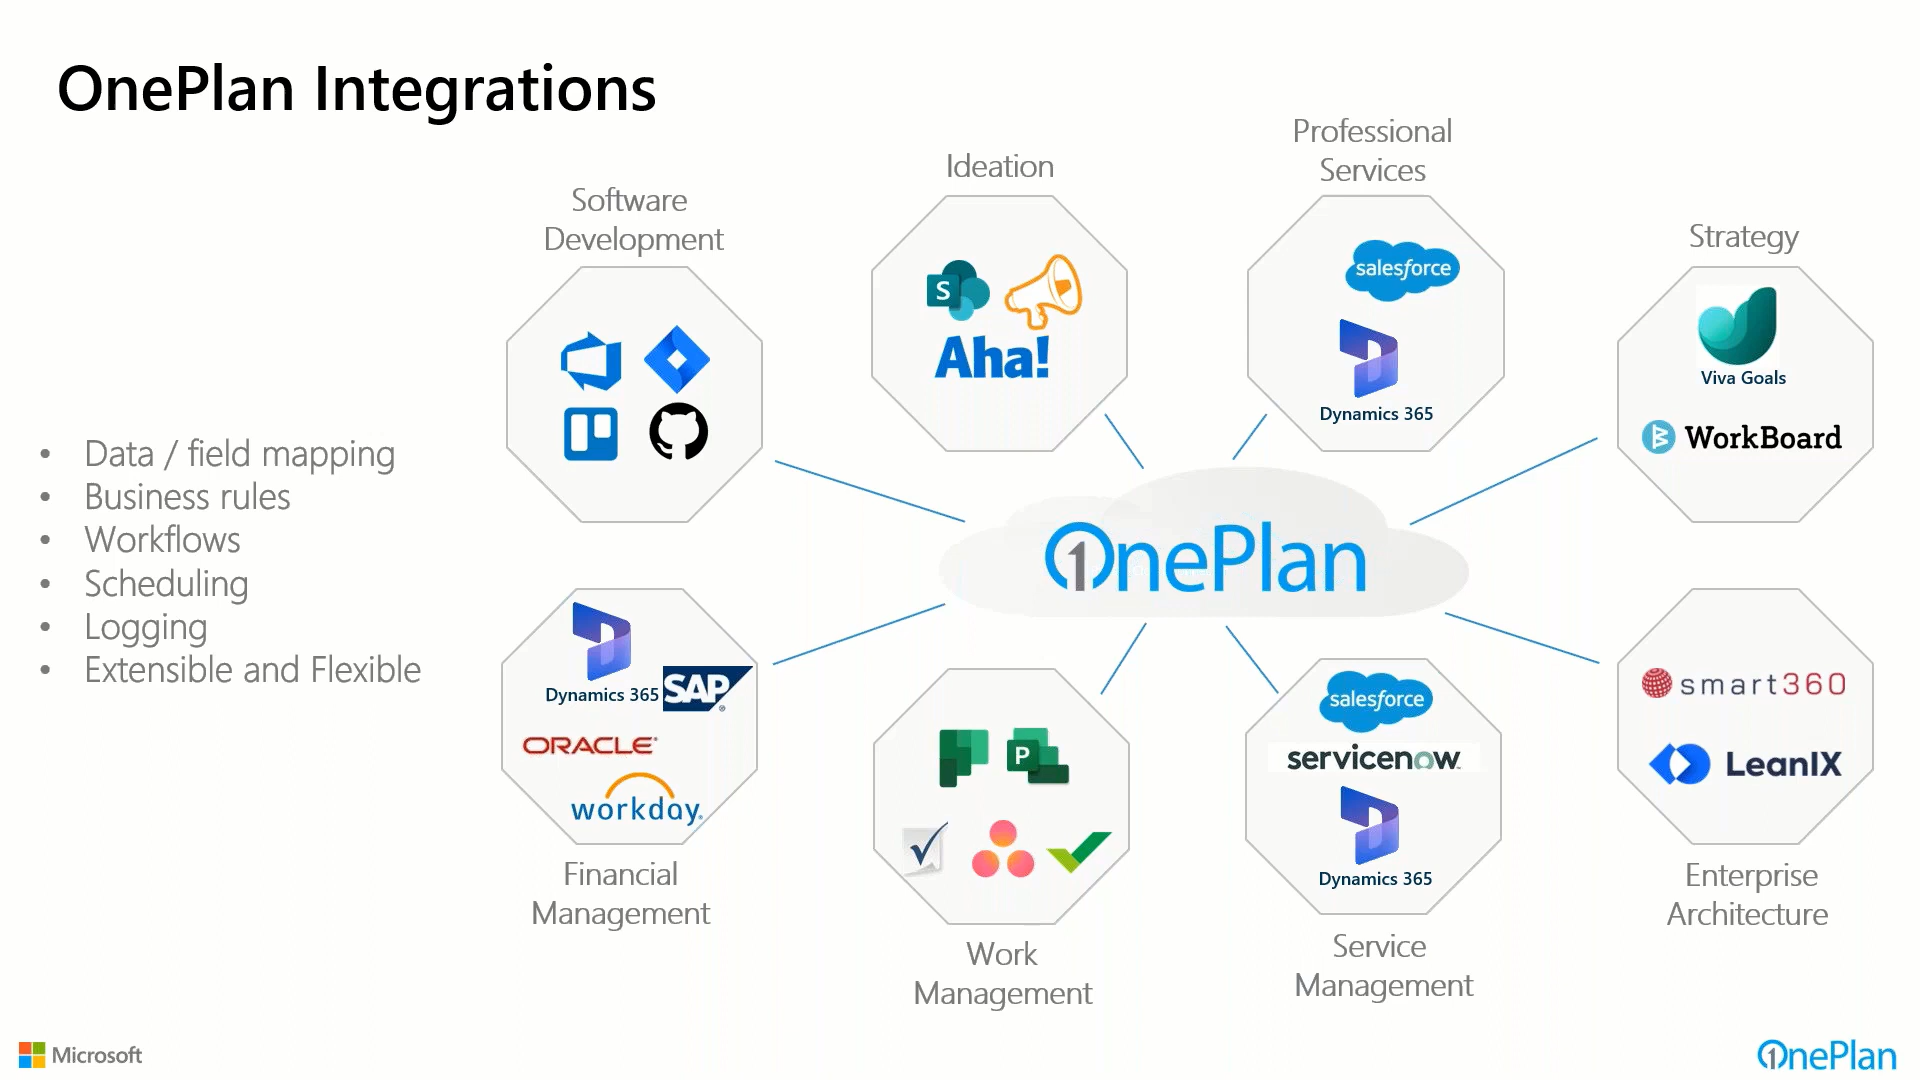 OnePlan Integrations
Software
Development
Ideation
Professional
Services
Strategy
S
Aha!
salesforce
Dynamics 365
Viva Goals
WorkBoard
• Data / field mapping
• Business rules
• Workflows
• Scheduling
• Logging
• Extensible and Flexible
OnePlan
Dynamics 365
SAP
ORACLE
workday
Financial
Management
P
Work
Management
salesforce
servicenow
Dynamics 365
Service
Management
smart360
LeanIX
Enterprise
Architecture
Microsoft
OnePlan